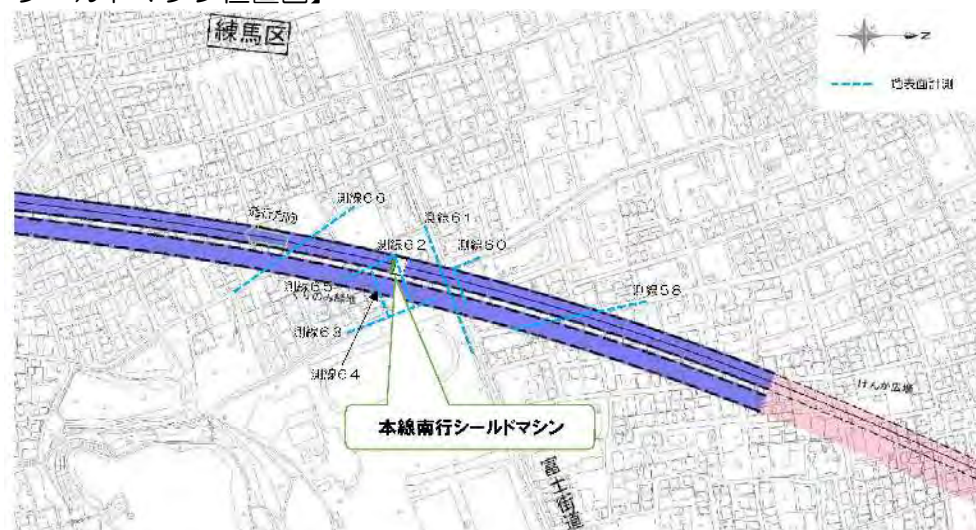 シールドマシン位置図】
練馬区
N
地表面計測
測線66
測線61
測線62
測線60
測線65
測線58
測線63
測線64
けんか広場
本線南行シールドマシン
富士街道